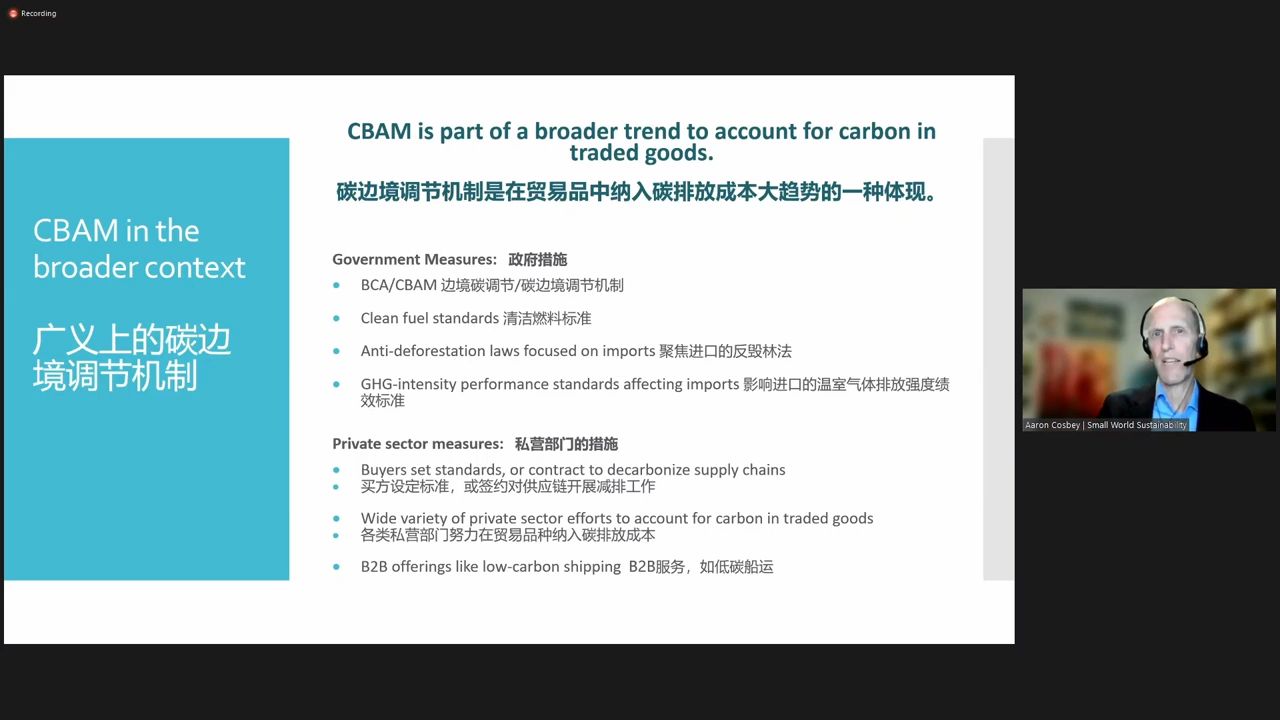 Recording
CBAM in the
broader context
广义上的碳边
境调节机制
CBAM is part of a broader trend to account for carbon in
traded goods.
碳边境调节机制是在贸易品中纳入碳排放成本大趋势的一种体现。
Government Measures: 政府措施
• BCA/CBAM 边境碳调节/碳边境调节机制
• Clean fuel standards 清洁燃料标准
• Anti-deforestation laws focused on imports 聚焦进口的反毁林法
• GHG-intensity performance standards affecting imports 影响进口的温室气体排放强度绩
效标准
Private sector measures: 私营部门的措施
• Buyers set standards, or contract to decarbonize supply chains
• 买方设定标准，或签约对供应链开展减排工作
• Wide variety of private sector efforts to account for carbon in traded goods
• 各类私营部门努力在贸易品种纳入碳排放成本
• B2B offerings like low-carbon shipping B2B服务，如低碳船运
Aaron Cosbey | Small World Sustainability